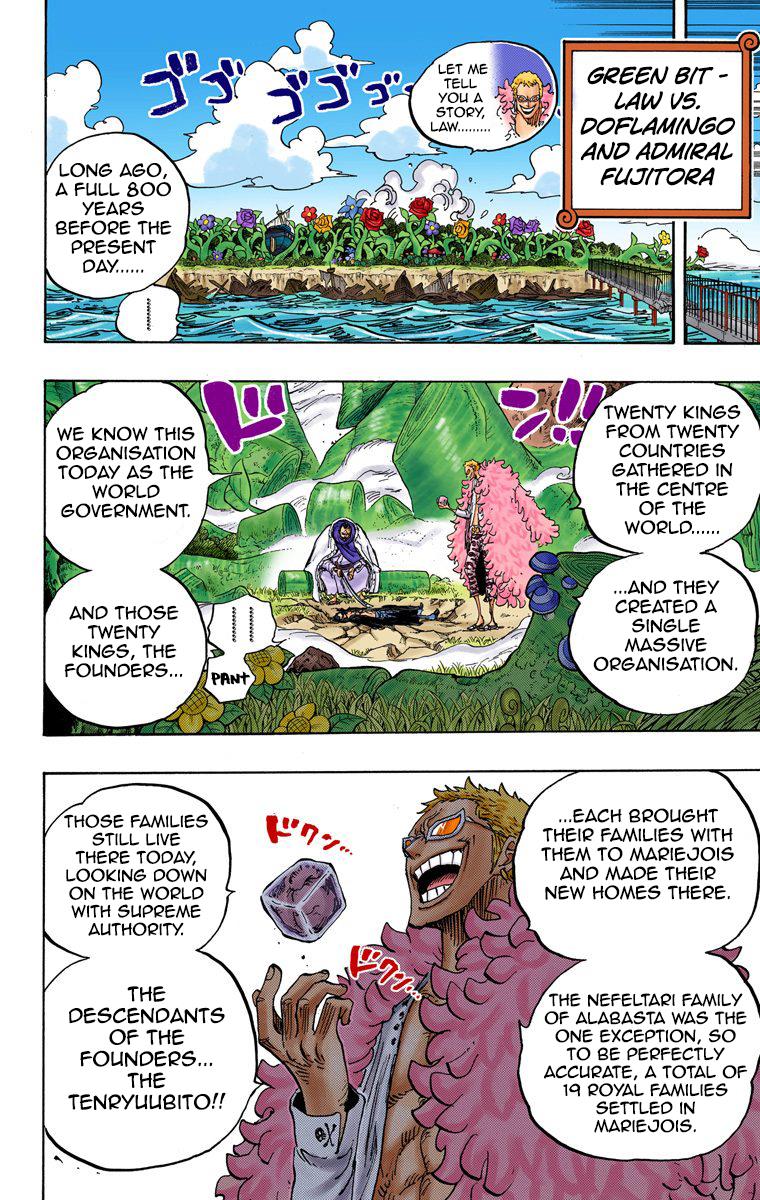 GREEN BIT -
LAW VS.
DOFLAMINGO
AND ADMIRAL
FUJITORA
LET ME
TELL
YOU A
STORY,
LAW.........
ゴゴゴゴゴゴ
LONG AGO,
A FULL 800
YEARS
BEFORE THE
PRESENT
DAY......
TWENTY KINGS
FROM TWENTY
COUNTRIES
GATHERED IN
THE CENTRE
OF THE
WORLD......
...AND THEY
CREATED A
SINGLE
MASSIVE
ORGANISATION.
ドン!!
WE KNOW THIS
ORGANISATION
TODAY AS THE
WORLD
GOVERNMENT.
AND THOSE
TWENTY
KINGS, THE
FOUNDERS...
PANT
...EACH BROUGHT
THEIR FAMILIES WITH
THEM TO MARIEJOIS
AND MADE THEIR
NEW HOMES THERE.
THE NEFELTARI FAMILY
OF ALABASTA WAS THE
ONE EXCEPTION, SO
TO BE PERFECTLY
ACCURATE, A TOTAL OF
19 ROYAL FAMILIES
SETTLED IN
MARIEJOIS.
ドクン...
ドクン...
THOSE FAMILIES
STILL LIVE
THERE TODAY,
LOOKING DOWN
ON THE WORLD
WITH SUPREME
AUTHORITY.
THE
DESCENDANTS
OF THE
FOUNDERS...
THE
TENRYUUBITO!!